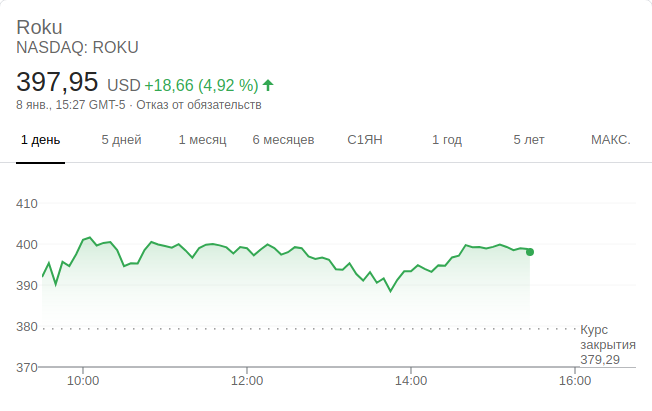 Roku
NASDAQ: ROKU
397,95 USD +18,66 (4,92 %)
8 янв., 15:27 GMT-5 · Отказ от обязательств
1 день 5 дней 1 месяц 6 месяцев С1ЯН 1 год 5 лет МАКС.
410
400
390
380
Курс
закрытия
379,29
370
10:00 12:00 14:00 16:00